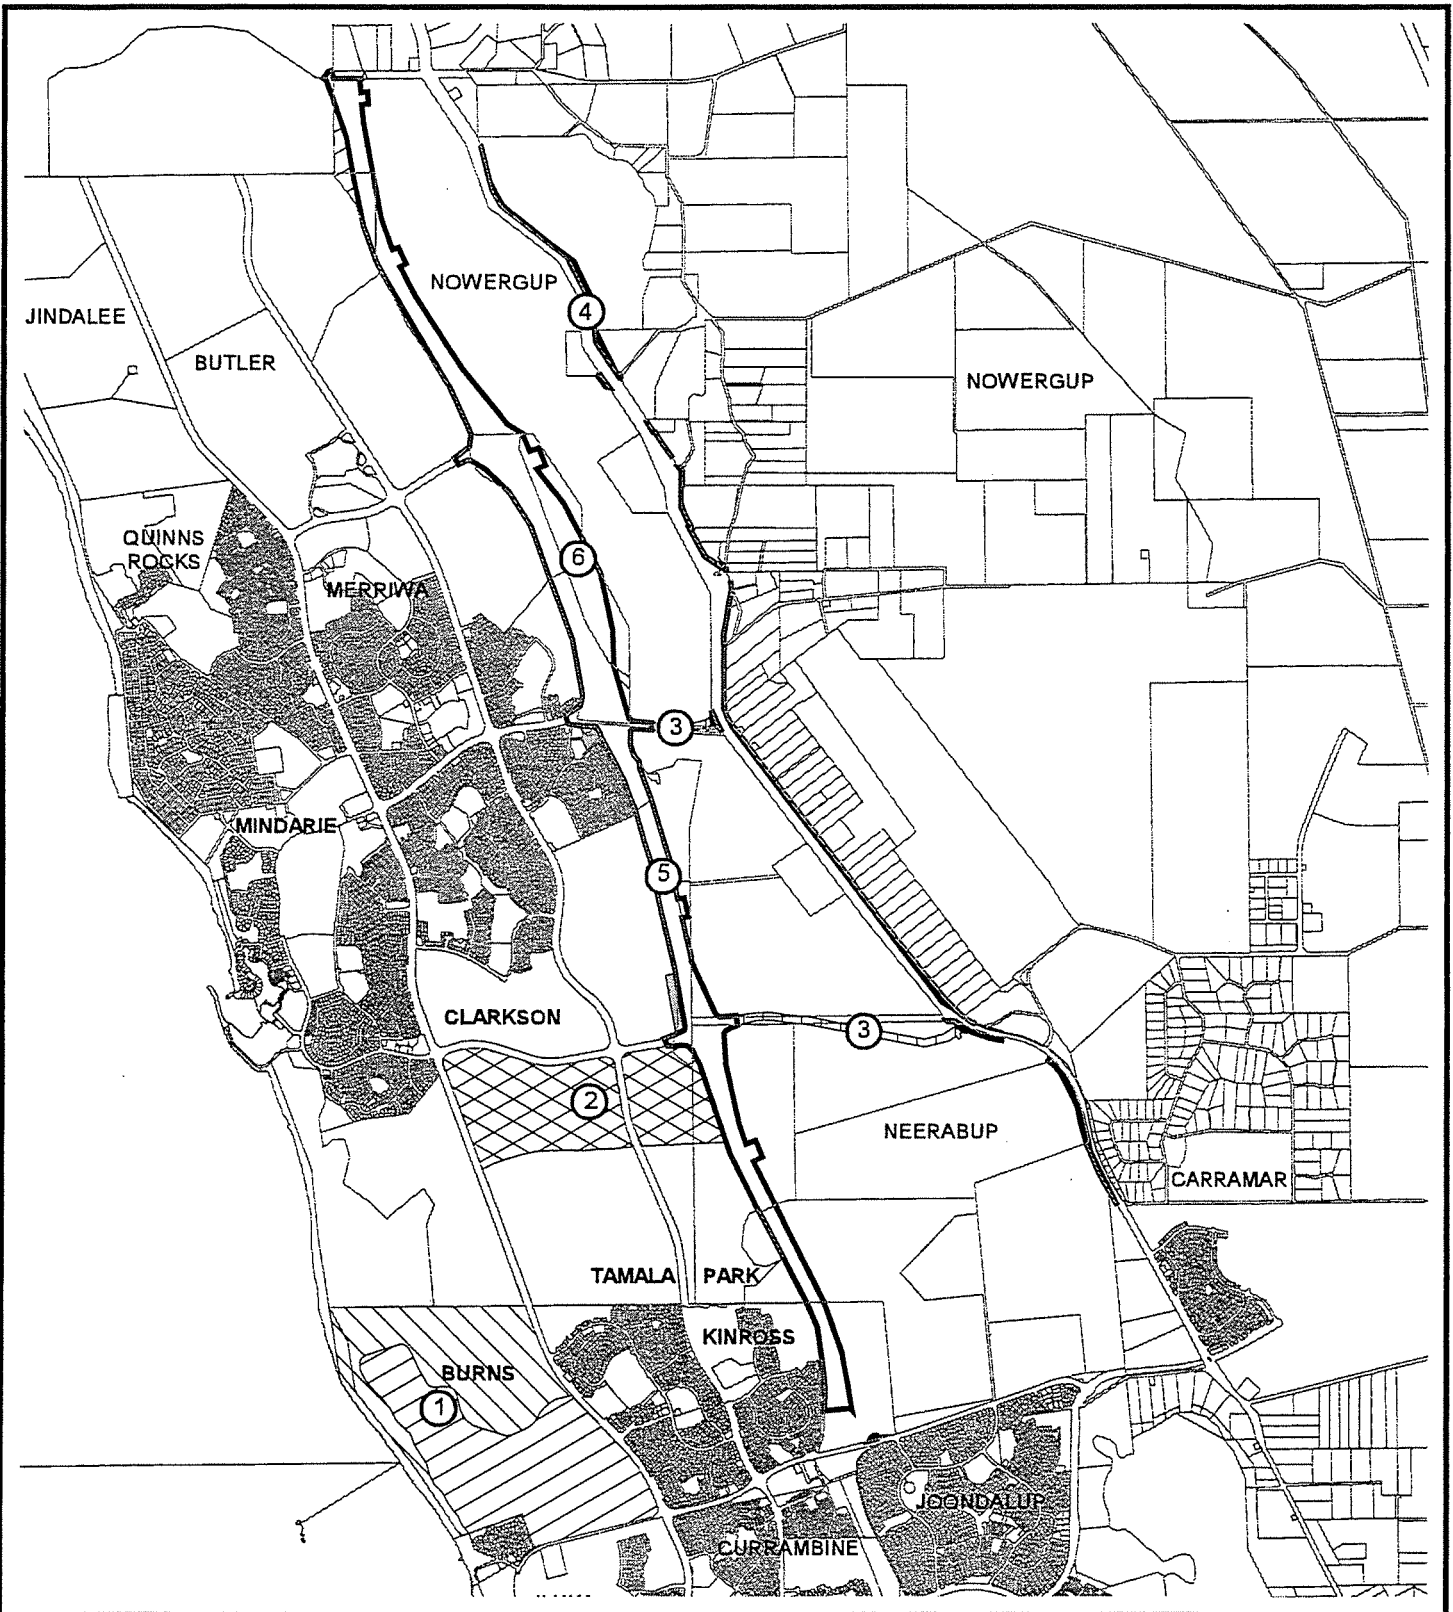 NOWERGUP
4
JINDALEE
BUTLER
NOWERGUP
QUINNS
ROCKS
6
MERRIWA
3
MINDARIE
5
CLARKSON
3
2
NEERABUP
CARRAMAR
TAMALA PARK
KINROSS
BURNS
1
JOONDALUP
CURRAMBINE